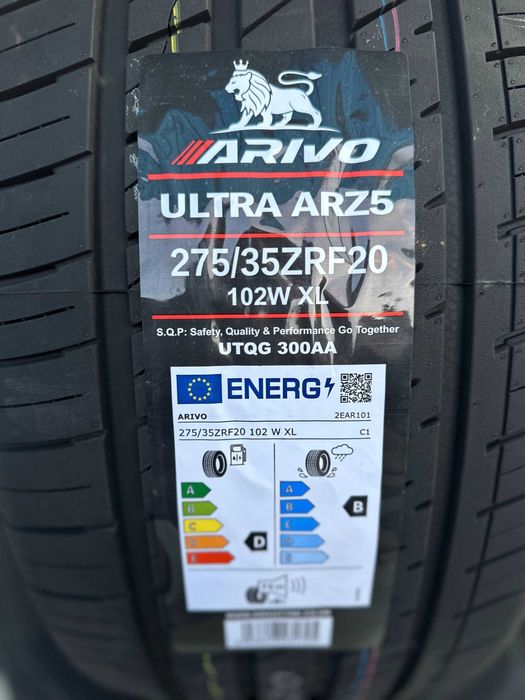 ARIVO
ULTRA ARZ5
275/35ZRF20
102W XL
S.Q.P: Safety, Quality & Performance Go Together
UTQG 300AA
ENERG
ARIVO 2EAR101
275/35ZRF20 102 W XL C1
A A
B B B
C
D D
E